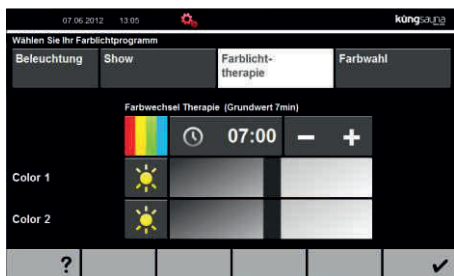 07.06.2012 13:05 küngsauna
Wählen Sie Ihr Farblichtprogramm
Beleuchtung Show Farblicht- Farbwahl
therapie
Farbwechsel Therapie (Grundwert 7min)
07:00 − +
Color 1
Color 2
?